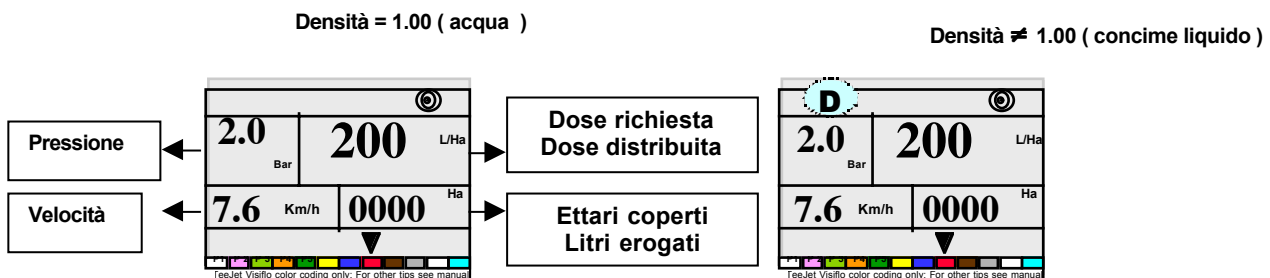 Densità = 1.00 ( acqua )
Densità ≠ 1.00 ( concime liquido )
Pressione
Velocità
2.0 Bar
200 L/Ha
7.6 Km/h
0000 Ha
TeeJet Visiflo color coding only: For other tips see manual
Dose richiesta
Dose distribuita
Ettari coperti
Litri erogati
D
2.0 Bar
200 L/Ha
7.6 Km/h
0000 Ha
TeeJet Visiflo color coding only: For other tips see manual